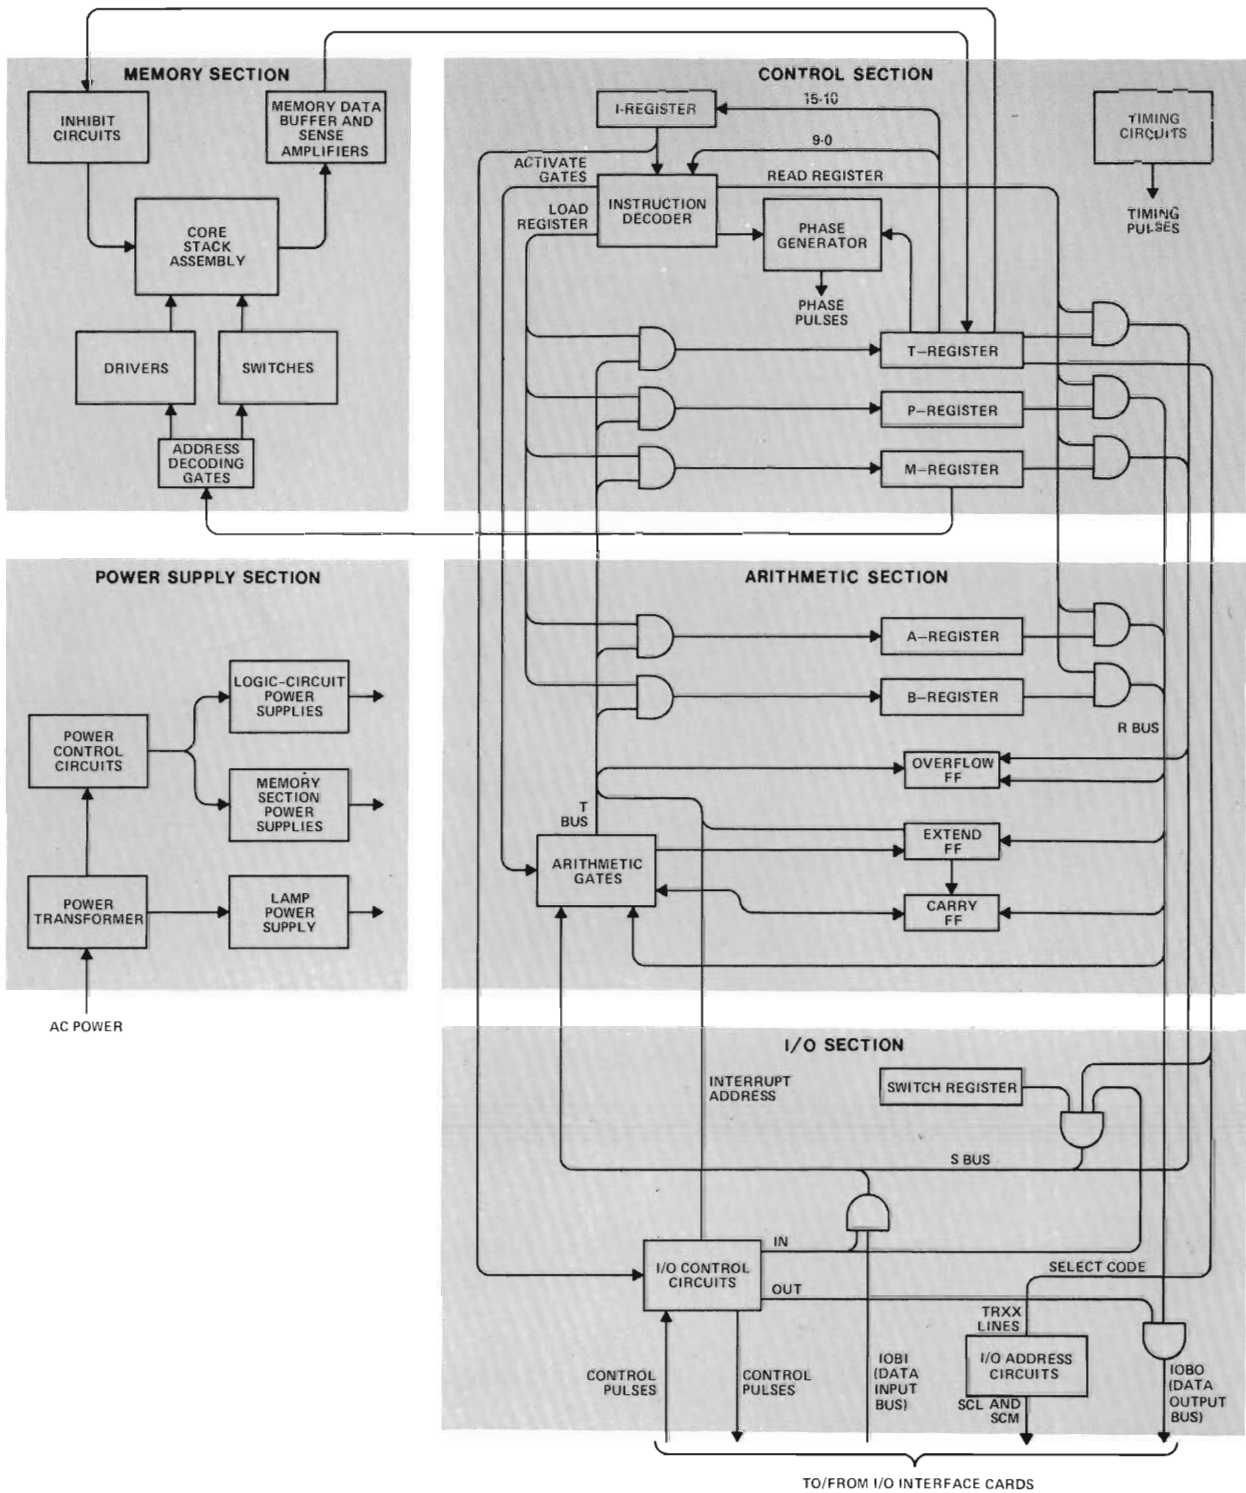 MEMORY SECTION
INHIBIT
CIRCUITS
MEMORY DATA
BUFFER AND
SENSE
AMPLIFIERS
CORE
STACK
ASSEMBLY
DRIVERS
SWITCHES
ADDRESS
DECODING
GATES
CONTROL SECTION
I-REGISTER
15-10
9-0
TIMING
CIRCUITS
TIMING
PULSES
ACTIVATE
GATES
LOAD
REGISTER
INSTRUCTION
DECODER
READ REGISTER
PHASE
GENERATOR
PHASE
PULSES
T-REGISTER
P-REGISTER
M-REGISTER
POWER SUPPLY SECTION
LOGIC-CIRCUIT
POWER
SUPPLIES
POWER
CONTROL
CIRCUITS
MEMORY
SECTION
POWER
SUPPLIES
POWER
TRANSFORMER
LAMP
POWER
SUPPLY
AC POWER
ARITHMETIC SECTION
A-REGISTER
B-REGISTER
R BUS
OVERFLOW
FF
T
BUS
EXTEND
FF
ARITHMETIC
GATES
CARRY
FF
I/O SECTION
INTERRUPT
ADDRESS
SWITCH REGISTER
S BUS
IN
I/O CONTROL
CIRCUITS
OUT
SELECT CODE
TRXX
LINES
I/O ADDRESS
CIRCUITS
CONTROL
PULSES
CONTROL
PULSES
IOBI
(DATA
INPUT
BUS)
SCL AND
SCM
IOBO
(DATA
OUTPUT
BUS)
TO/FROM I/O INTERFACE CARDS